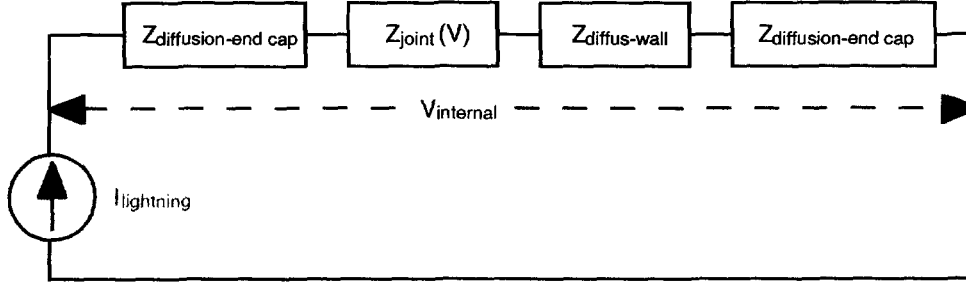 Zdiffusion-end cap
Zjoint (V)
Zdiffus-wall
Zdiffusion-end cap
Vinternal
Ilightning